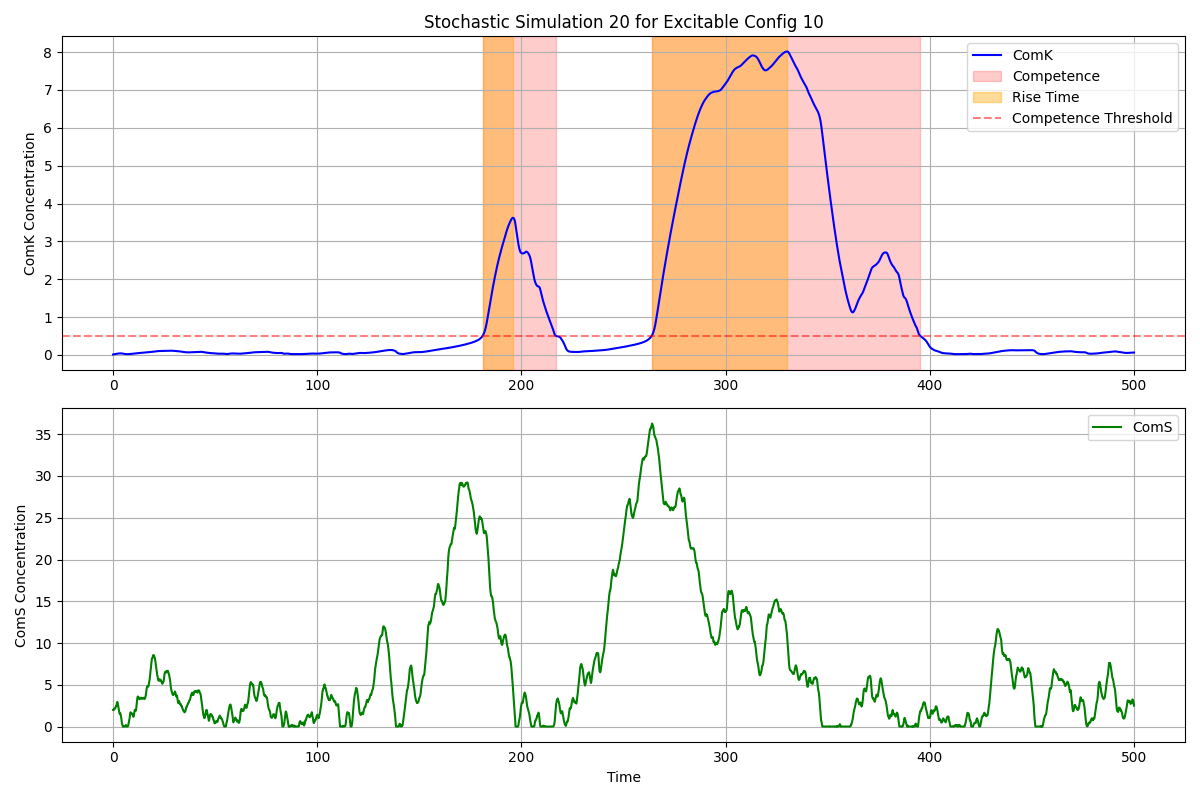 Stochastic Simulation 20 for Excitable Config 10
ComK Concentration
8
7
6
5
4
3
2
1
0
ComK
Competence
Rise Time
Competence Threshold
0 100 200 300 400 500
ComS Concentration
35
30
25
20
15
10
5
0
ComS
0 100 200 300 400 500
Time